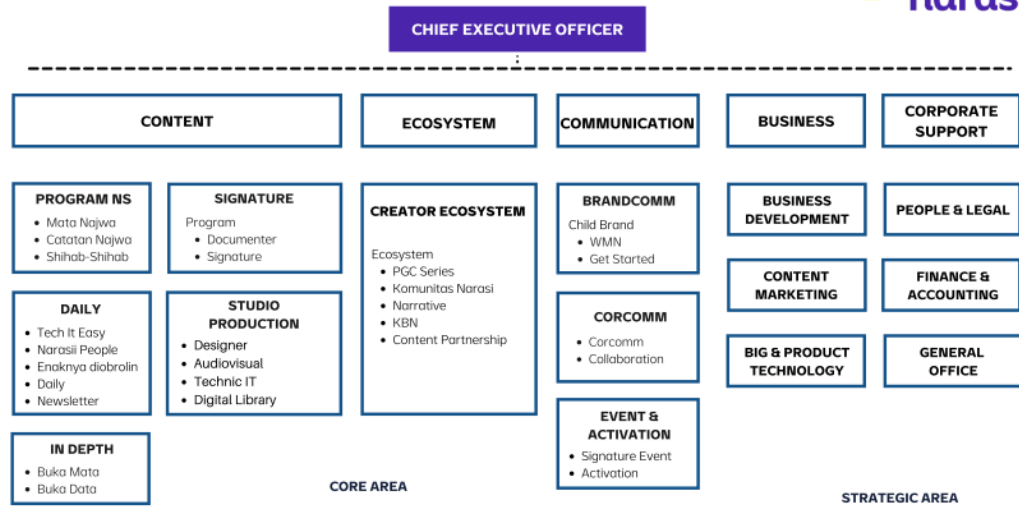 CHIEF EXECUTIVE OFFICER
CONTENT
ECOSYSTEM
COMMUNICATION
BUSINESS
CORPORATE
SUPPORT
PROGRAM NS
• Mata Najwa
• Catatan Najwa
• Shihab-Shihab
SIGNATURE
Program
• Documenter
• Signature
DAILY
• Tech It Easy
• Narasii People
• Enaknya diobrolin
• Daily
• Newsletter
STUDIO
PRODUCTION
• Designer
• Audiovisual
• Technic IT
• Digital Library
IN DEPTH
• Buka Mata
• Buka Data
CREATOR ECOSYSTEM
Ecosystem
• PGC Series
• Komunitas Narasi
• Narrative
• KBN
• Content Partnership
BRANDCOMM
Child Brand
• WMN
• Get Started
CORCOMM
• Corcomm
• Collaboration
EVENT &
ACTIVATION
• Signature Event
• Activation
BUSINESS
DEVELOPMENT
CONTENT
MARKETING
BIG & PRODUCT
TECHNOLOGY
PEOPLE & LEGAL
FINANCE &
ACCOUNTING
GENERAL
OFFICE
CORE AREA
STRATEGIC AREA